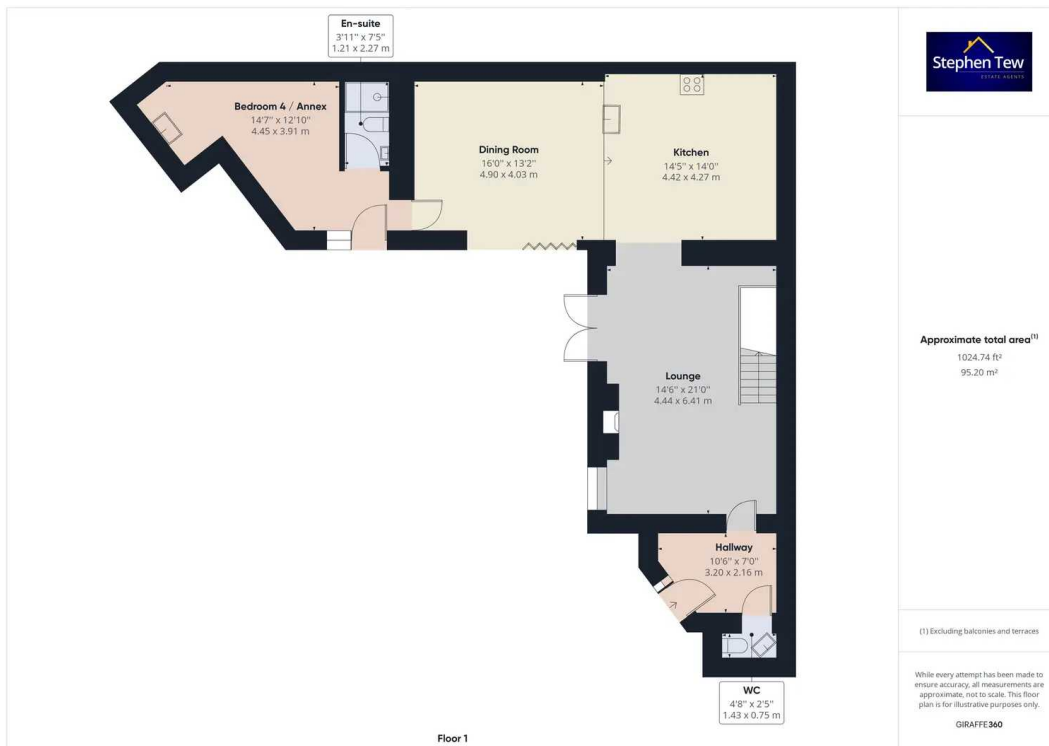 En-suite
3'11" x 7'5"
1.21 x 2.27 m
Bedroom 4 / Annex
14'7" x 12'10"
4.45 x 3.91 m
Dining Room
16'0" x 13'2"
4.90 x 4.03 m
Kitchen
14'5" x 14'0"
4.42 x 4.27 m
Lounge
14'6" x 21'0"
4.44 x 6.41 m
Hallway
10'6" x 7'0"
3.20 x 2.16 m
WC
4'8" x 2'5"
1.43 x 0.75 m
Floor 1
Stephen Tew
ESTATE AGENTS
Approximate total area⁽¹⁾
1024.74 ft²
95.20 m²
(1) Excluding balconies and terraces
While every attempt has been made to
ensure accuracy, all measurements are
approximate, not to scale. This floor
plan is for illustrative purposes only.
GIRAFFE360